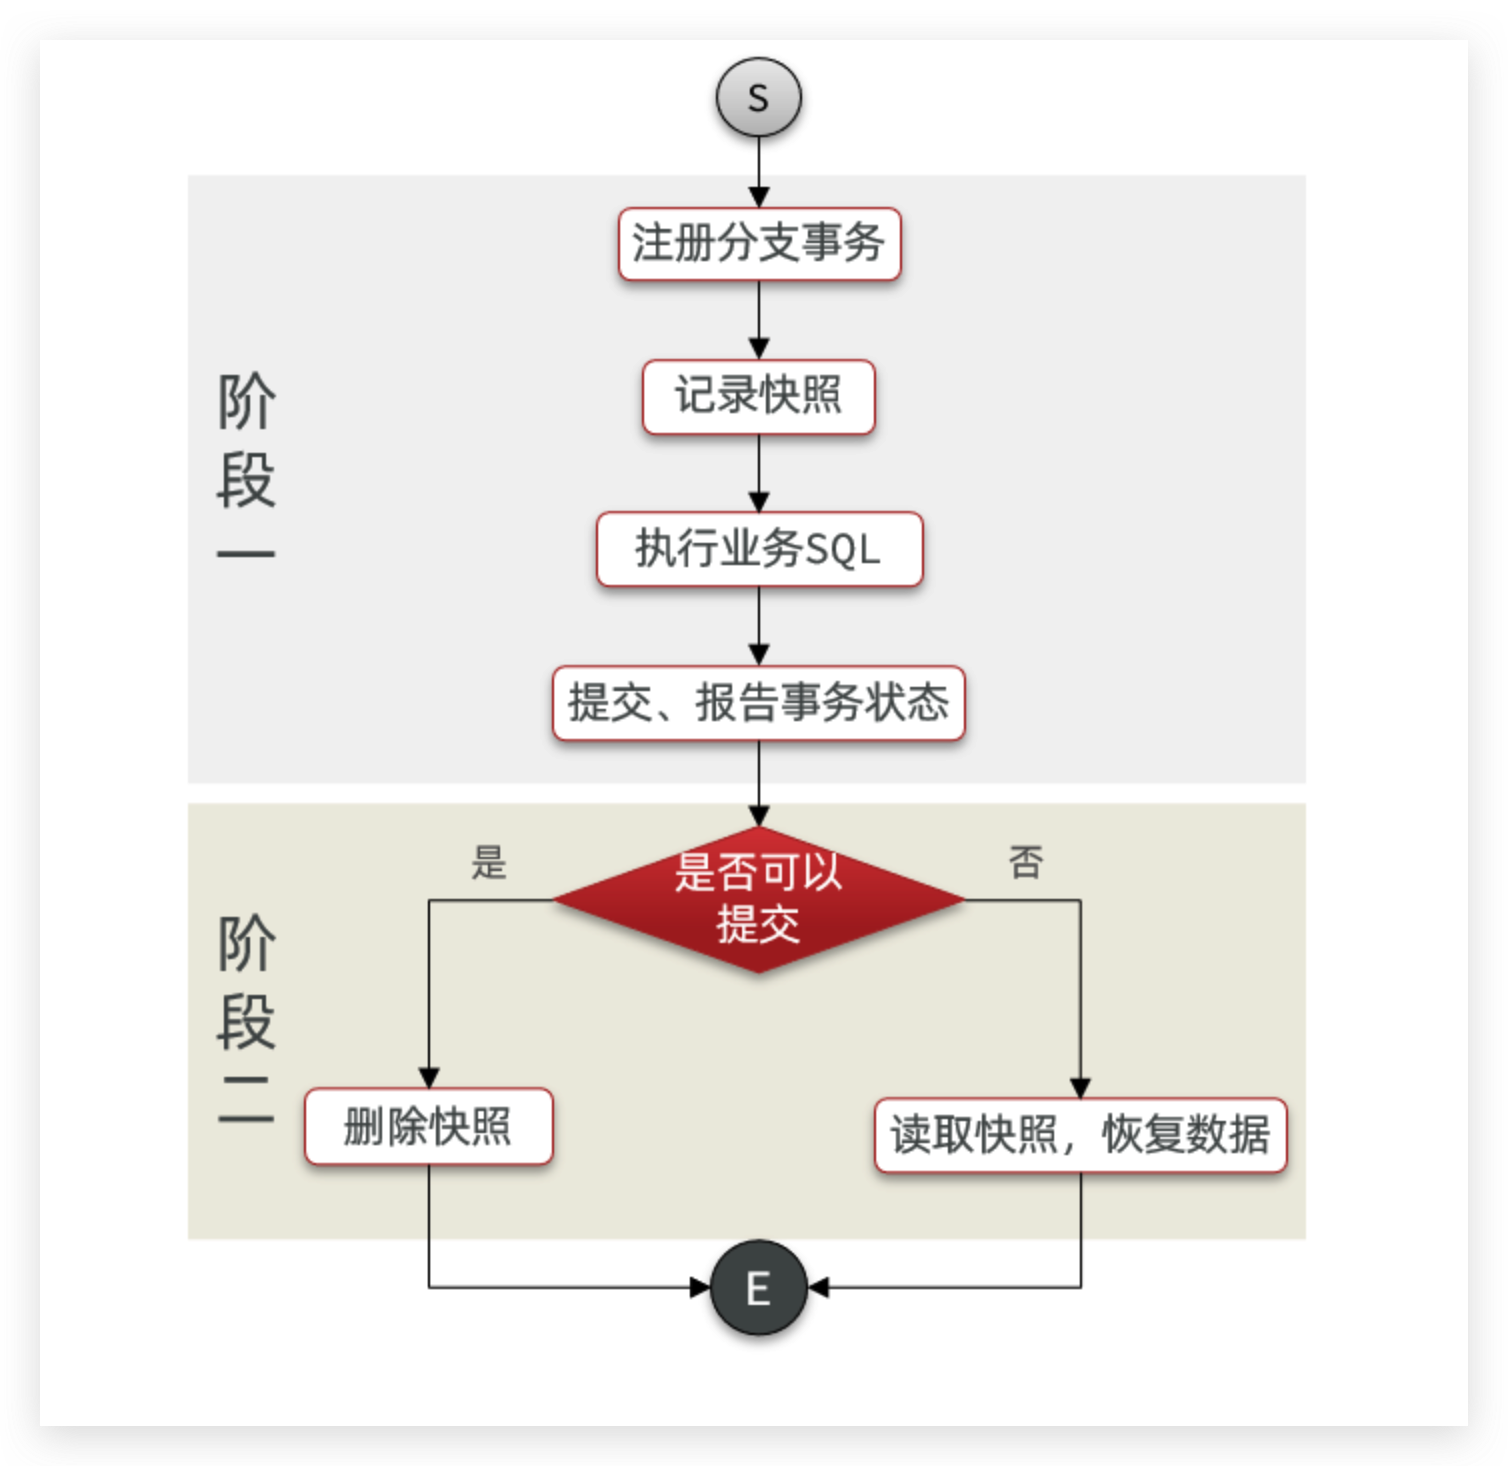 S
注册分支事务
记录快照
阶段一
执行业务SQL
提交、报告事务状态
是
是否可以
提交
否
阶段二
删除快照
读取快照，恢复数据
E